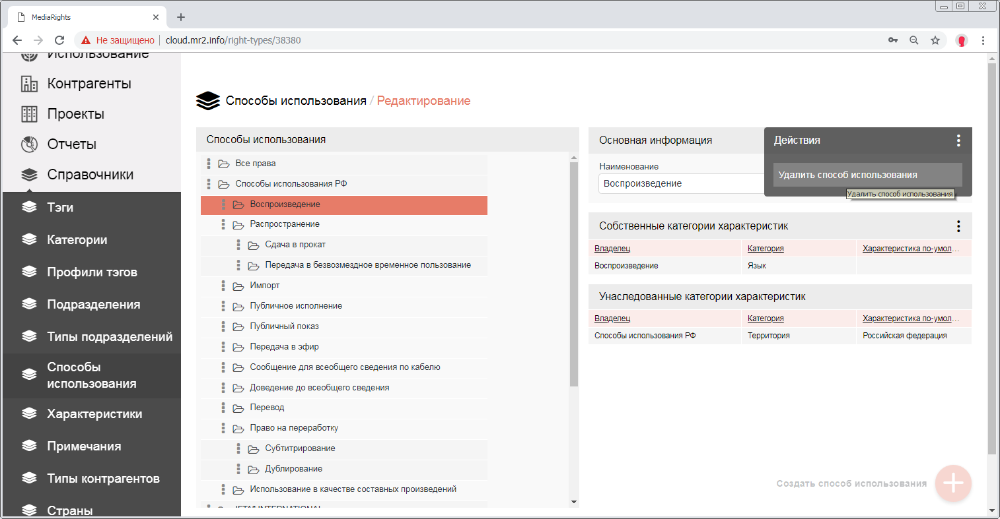 MediaRights
Не защищено
cloud.mr2.info/right-types/38380
Использование
Контрагенты
Проекты
Отчеты
Справочники
Тэги
Категории
Профили тэгов
Подразделения
Типы подразделений
Способы
использования
Характеристики
Примечания
Типы контрагентов
Страны
Способы использования / Редактирование
Способы использования
Все права
Способы использования РФ
Воспроизведение
Распространение
Сдача в прокат
Передача в безвозмездное временное пользование
Импорт
Публичное исполнение
Публичный показ
Передача в эфир
Сообщение для всеобщего сведения по кабелю
Доведение до всеобщего сведения
Перевод
Право на переработку
Субтитрирование
Дублирование
Использование в качестве составных произведений
Основная информация
Наименование
Воспроизведение
Действия
Удалить способ использования
Удалить способ использования
Собственные категории характеристик
Владелец Категория Характеристика по-умол...
Воспроизведение Язык
Унаследованные категории характеристик
Владелец Категория Характеристика по-умол...
Способы использования РФ Территория Российская федерация
Создать способ использования